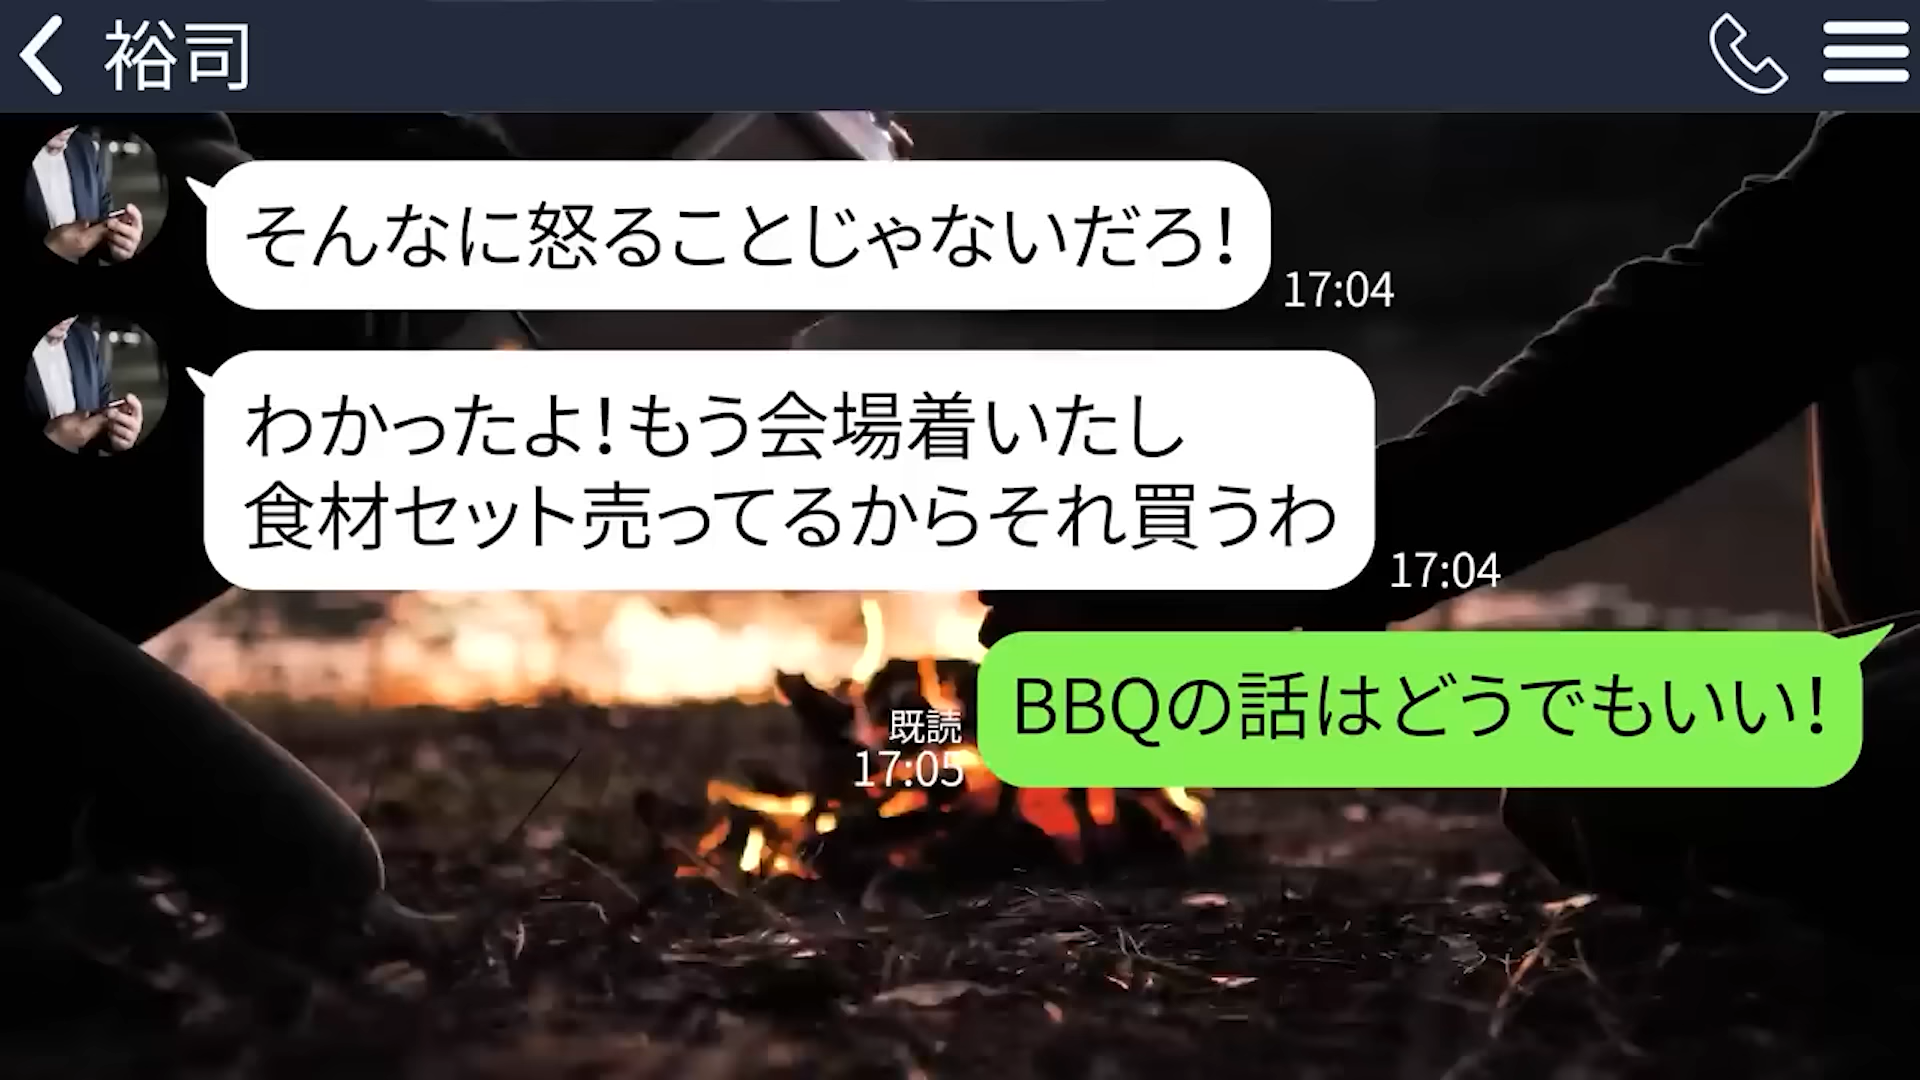 裕司
そんなに怒ることじゃないだろ！
17:04
わかったよ！もう会場着いたし
食材セット売ってるからそれ買うわ
17:04
BBQの話はどうでもいい！
既読
17:05